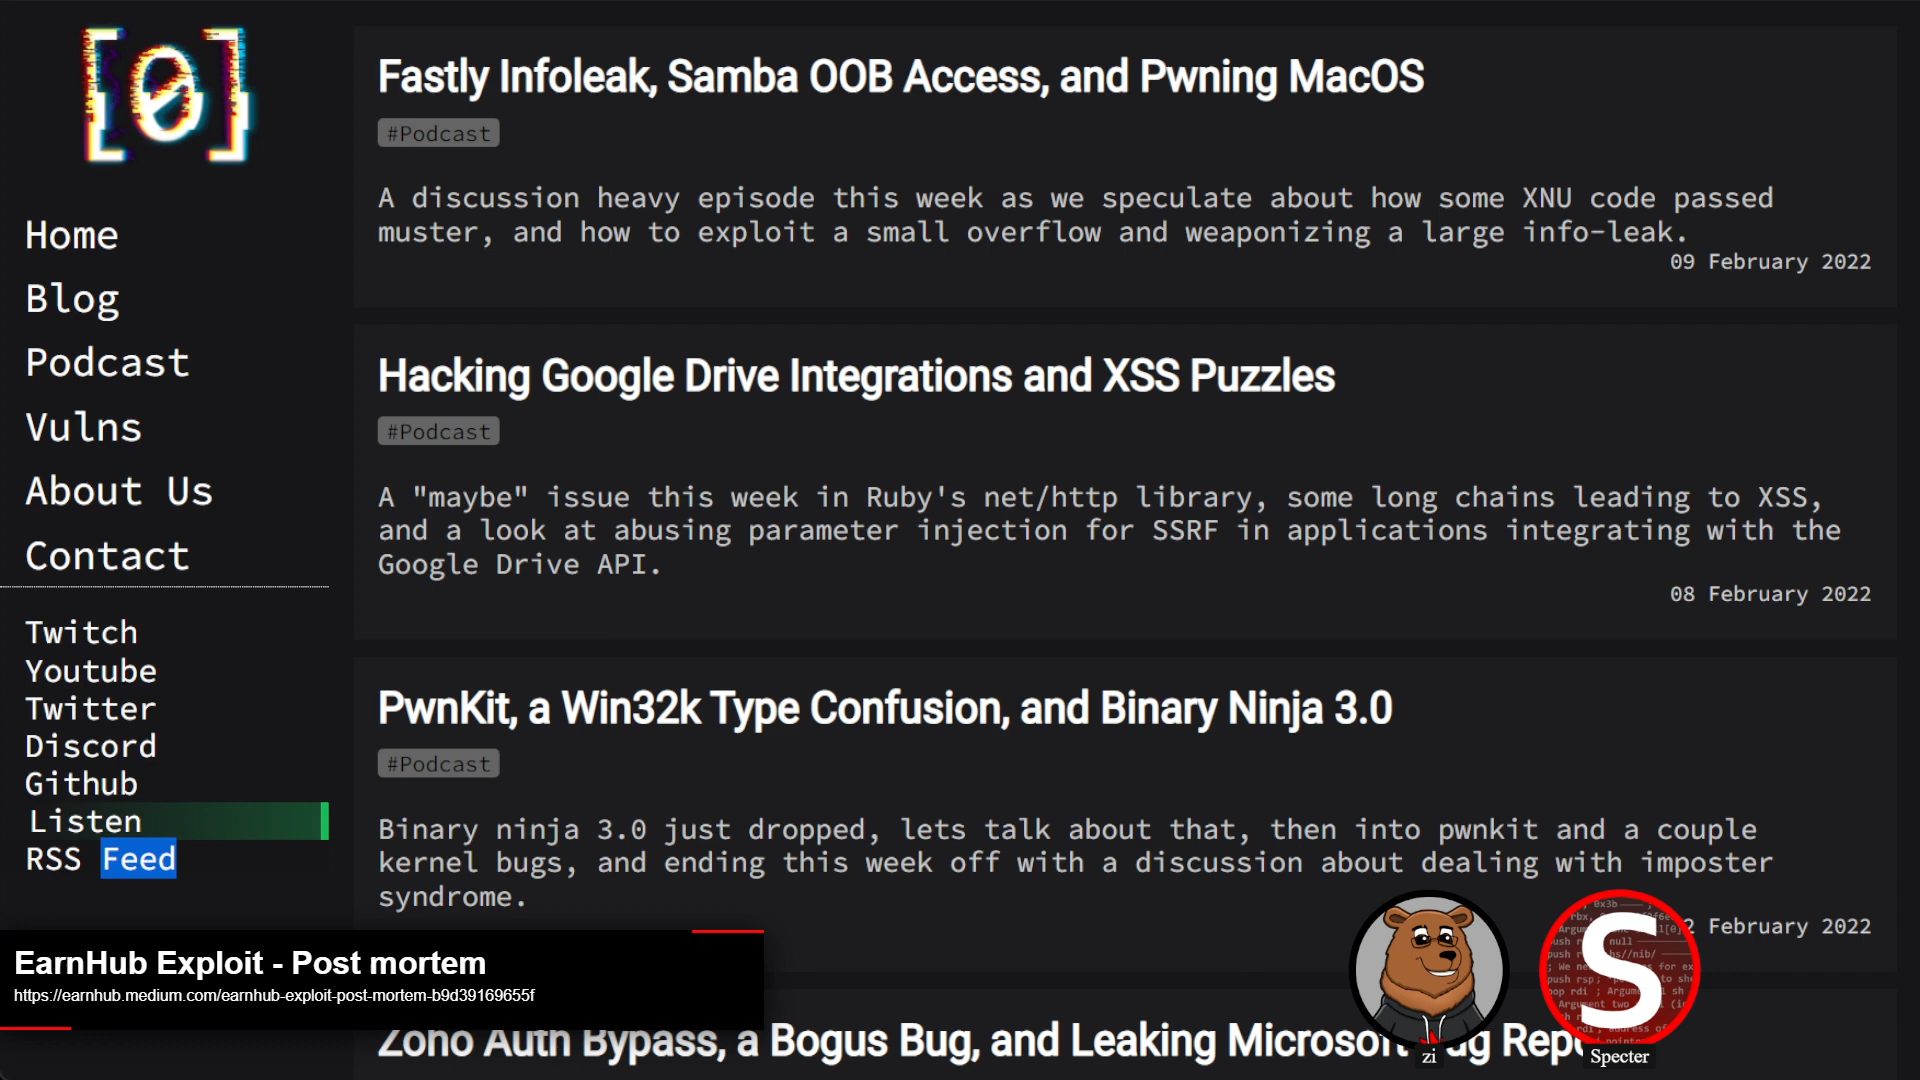 [0]
Home
Blog
Podcast
Vulns
About Us
Contact
Twitch
Youtube
Twitter
Discord
Github
Listen
RSS Feed
Fastly Infoleak, Samba OOB Access, and Pwning MacOS
#Podcast
A discussion heavy episode this week as we speculate about how some XNU code passed
muster, and how to exploit a small overflow and weaponizing a large info-leak.
09 February 2022
Hacking Google Drive Integrations and XSS Puzzles
#Podcast
A "maybe" issue this week in Ruby's net/http library, some long chains leading to XSS,
and a look at abusing parameter injection for SSRF in applications integrating with the
Google Drive API.
08 February 2022
PwnKit, a Win32k Type Confusion, and Binary Ninja 3.0
#Podcast
Binary ninja 3.0 just dropped, lets talk about that, then into pwnkit and a couple
kernel bugs, and ending this week off with a discussion about dealing with imposter
syndrome.
2 February 2022
Zoho Auth Bypass, a Bogus Bug, and Leaking Microsoft
EarnHub Exploit - Post mortem
https://earnhub.medium.com/earnhub-exploit-post-mortem-b9d39169655f
zi
S
Specter